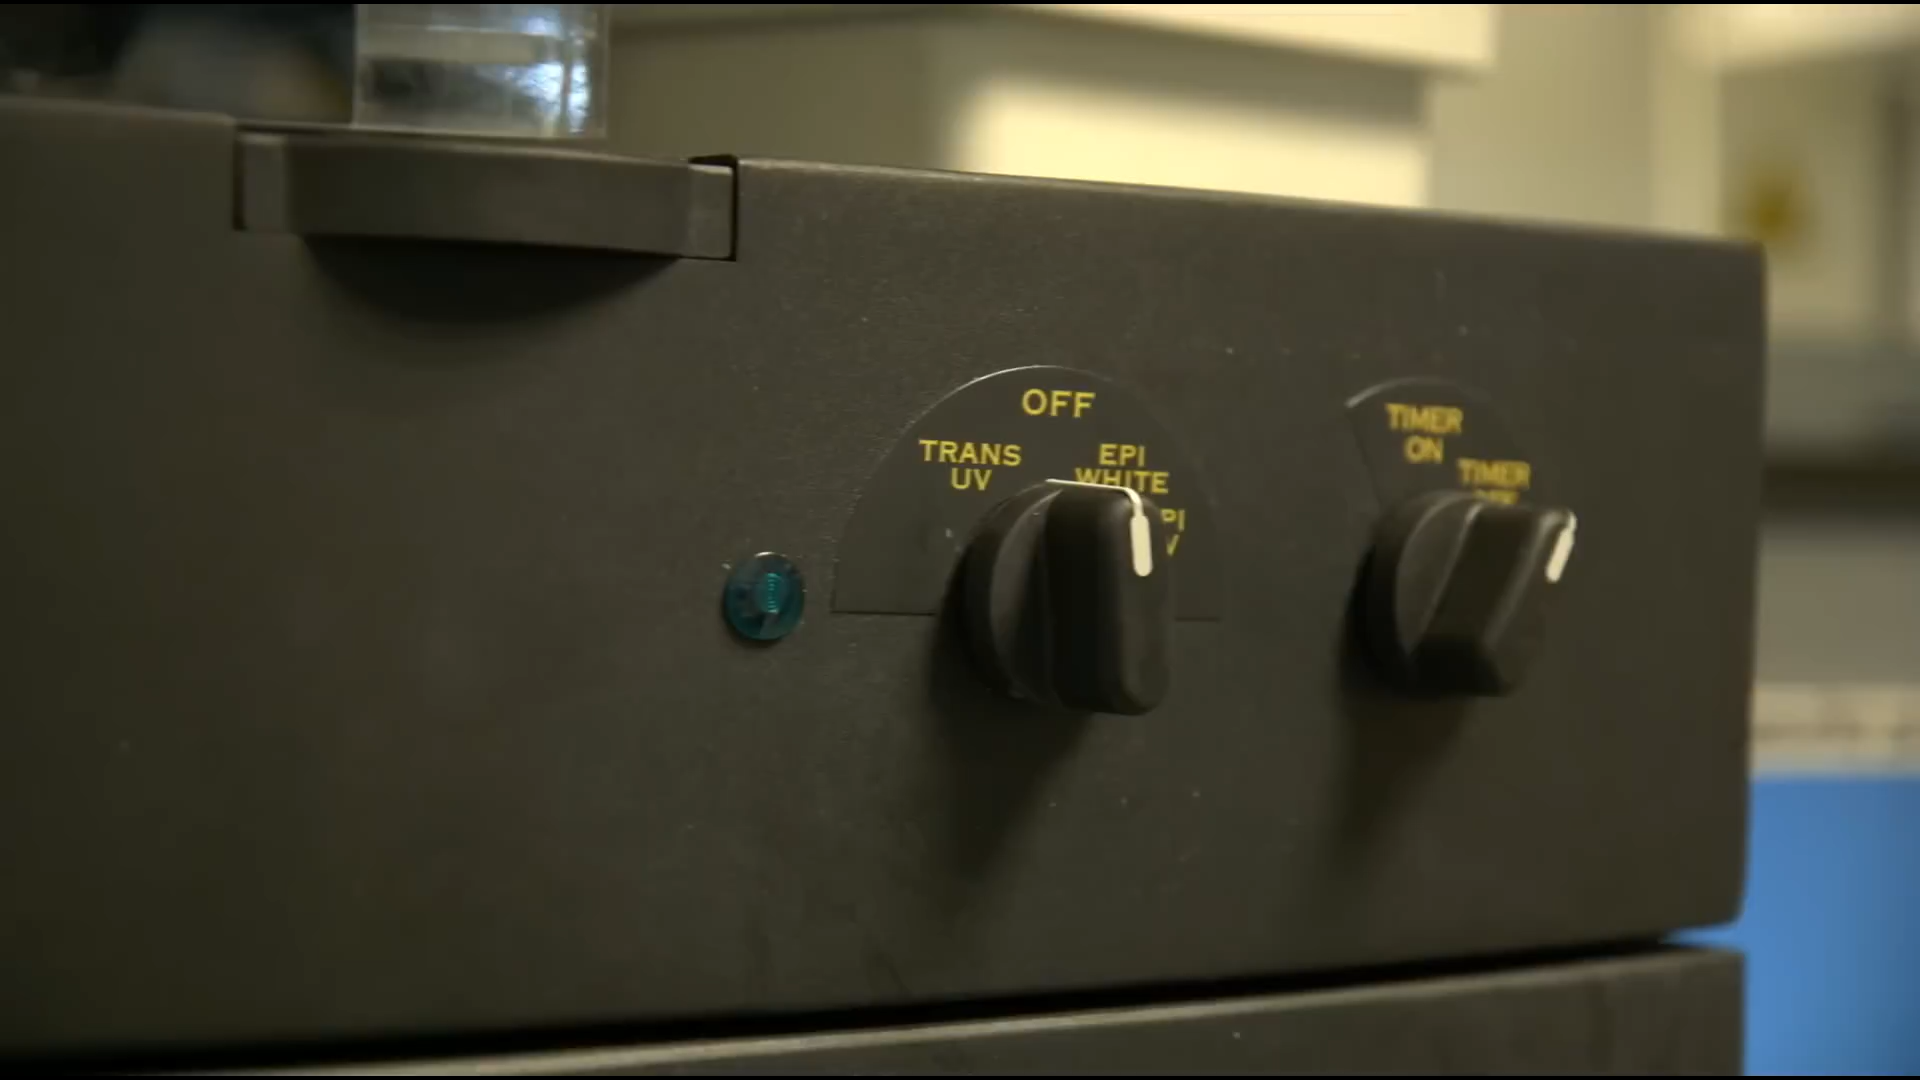 OFF
TRANS
UV
EPI
WHITE
TIMER
ON
TIMER